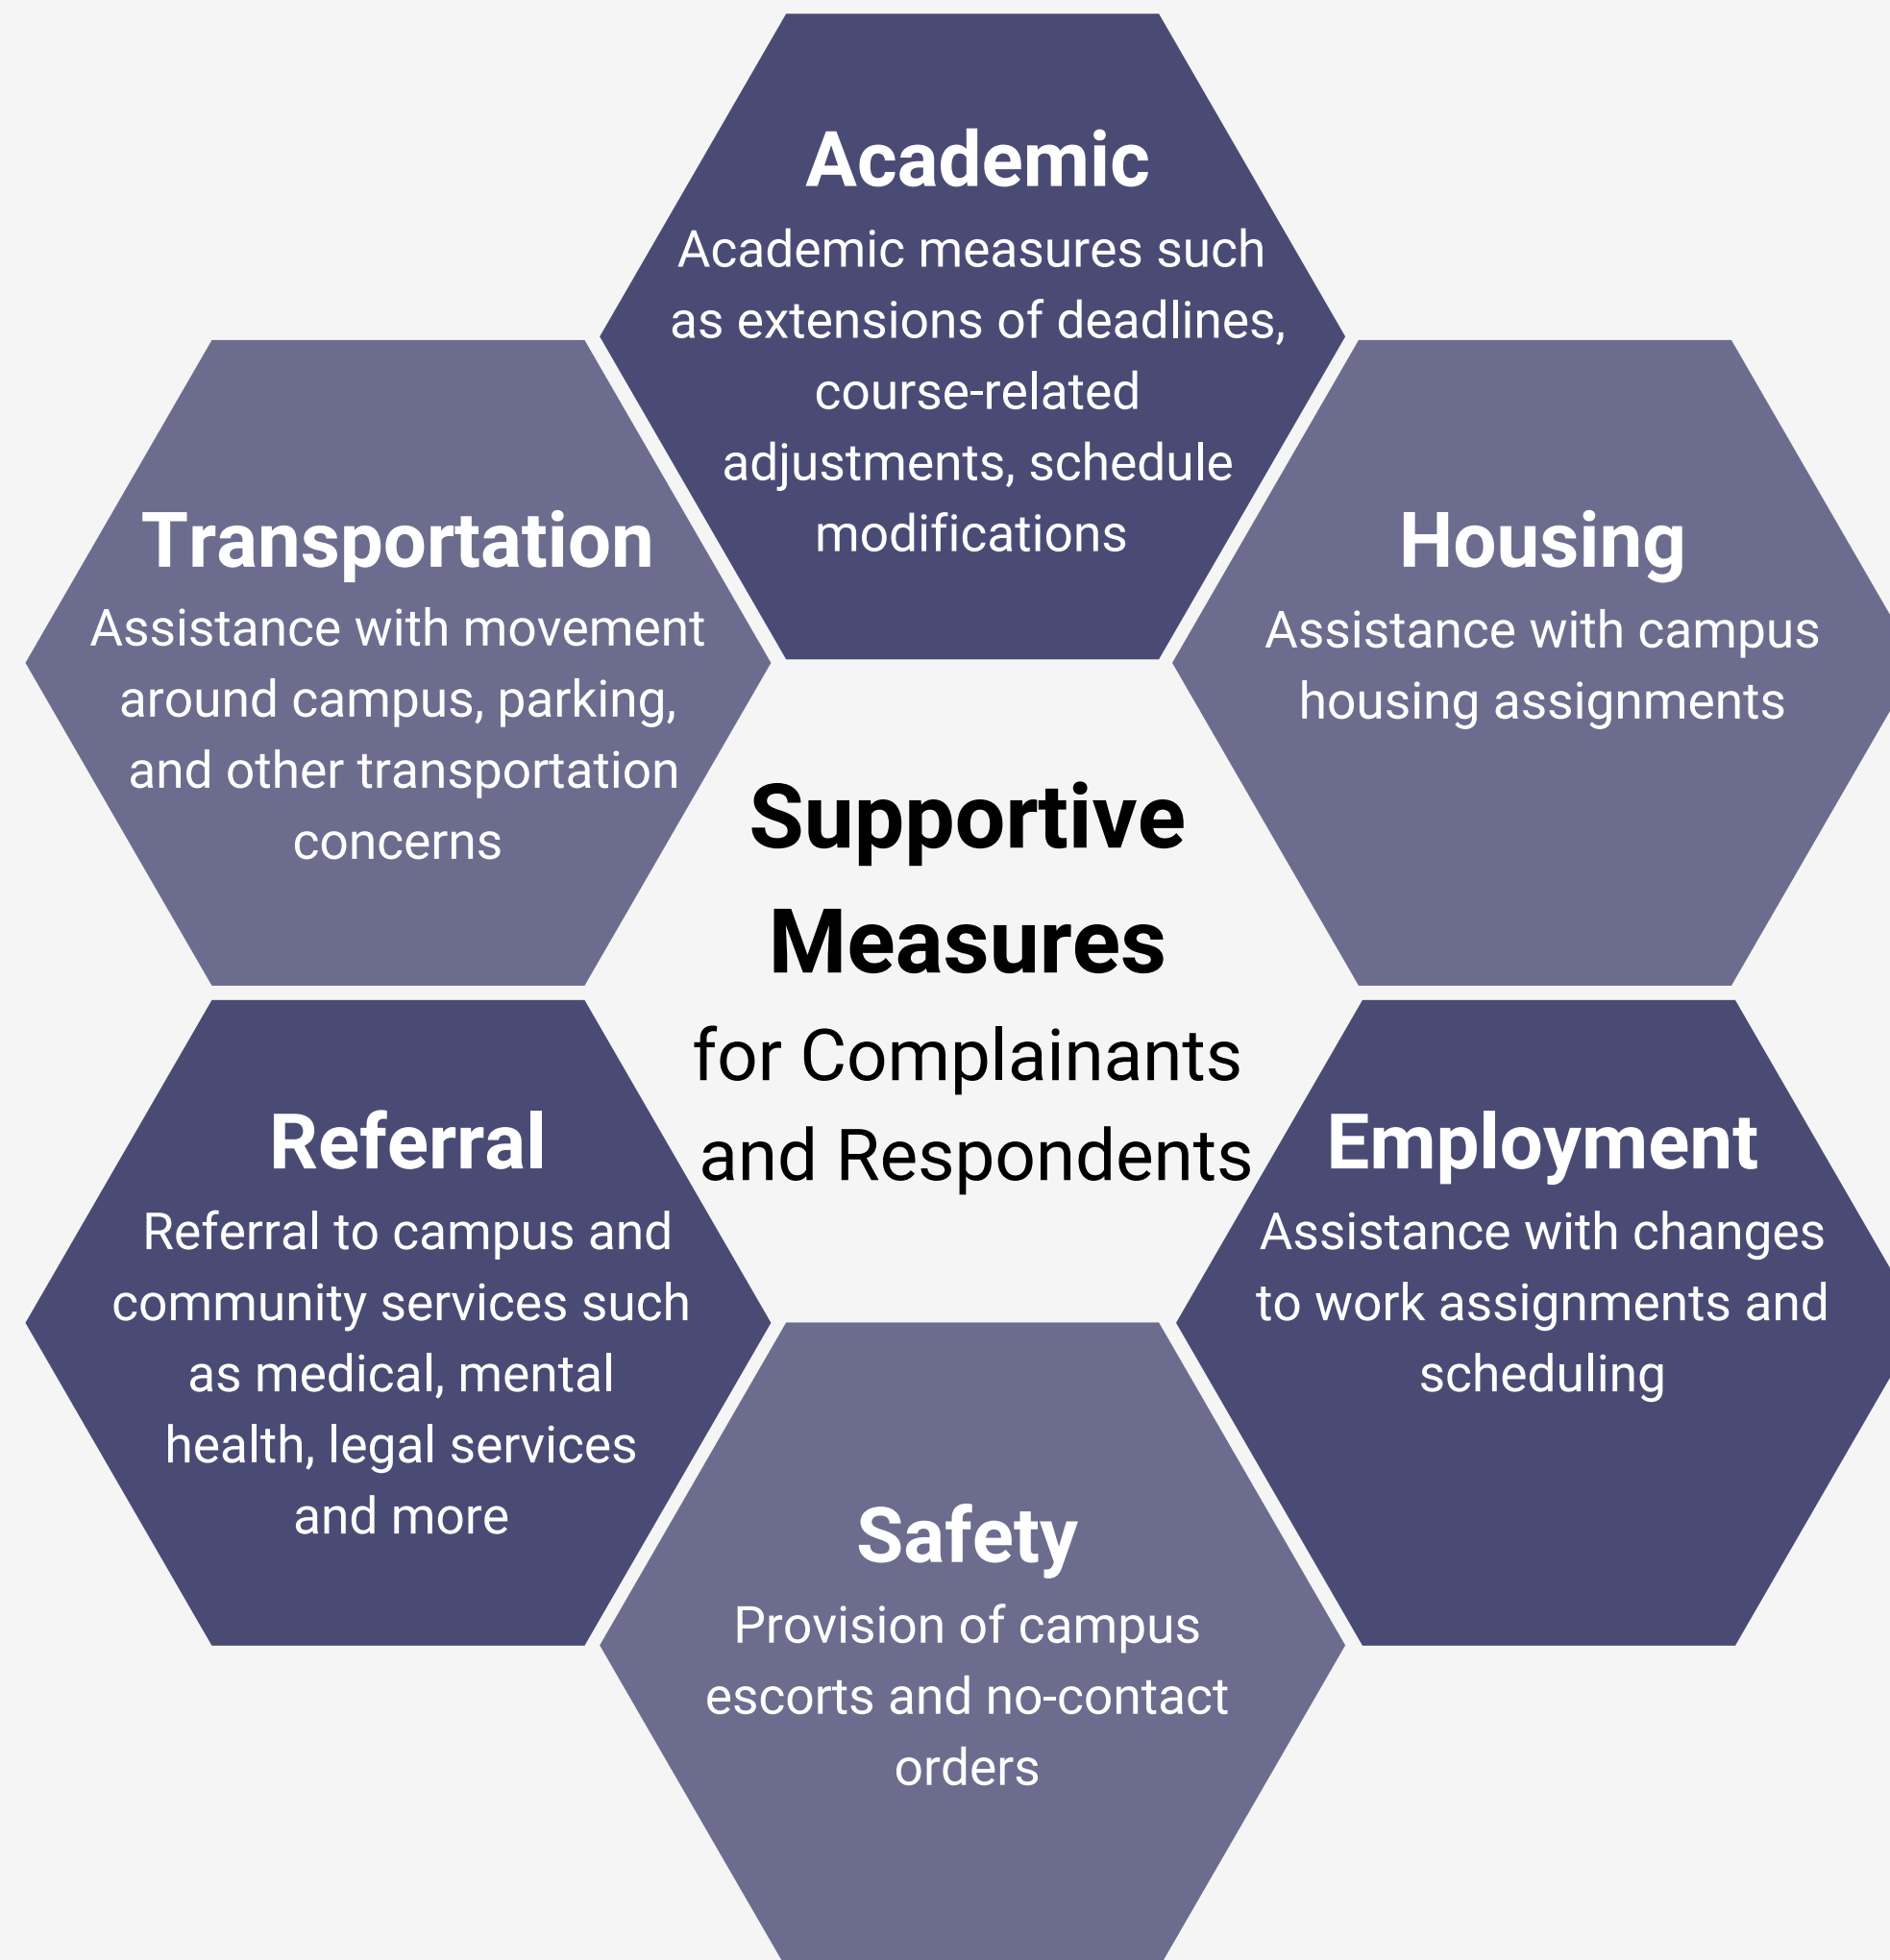 Academic
Academic measures such
as extensions of deadlines,
course-related
adjustments, schedule
modifications
Transportation
Assistance with movement
around campus, parking,
and other transportation
concerns
Housing
Assistance with campus
housing assignments
Supportive
Measures
for Complainants
and Respondents
Referral
Referral to campus and
community services such
as medical, mental
health, legal services
and more
Employment
Assistance with changes
to work assignments and
scheduling
Safety
Provision of campus
escorts and no-contact
orders